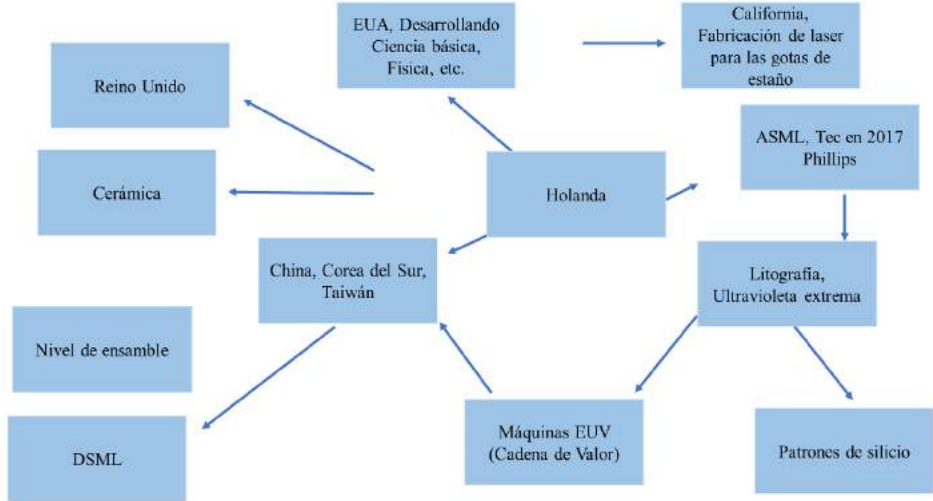 EUA, Desarrollando
Ciencia básica,
Física, etc.
California,
Fabricación de laser
para las gotas de
estaño
Reino Unido
ASML, Tec en 2017
Phillips
Cerámica
Holanda
China, Corea del Sur,
Taiwán
Litografía,
Ultravioleta extrema
Nivel de ensamble
DSML
Máquinas EUV
(Cadena de Valor)
Patrones de silicio